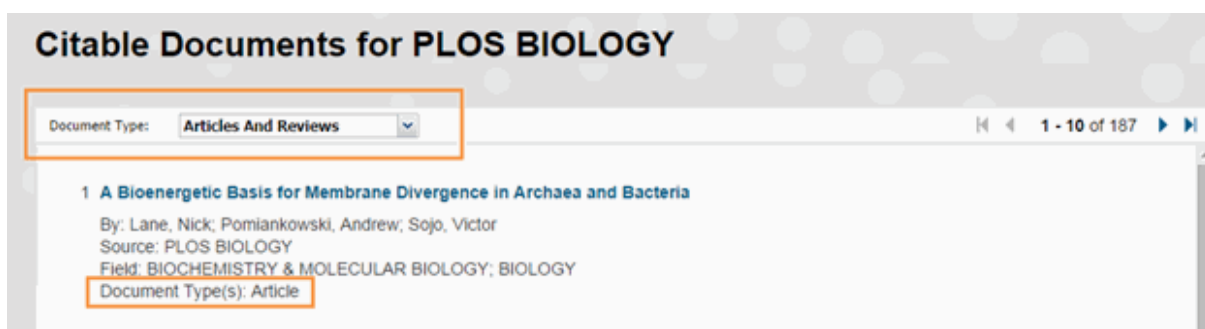 Citable Documents for PLOS BIOLOGY
Document Type: Articles And Reviews 1 - 10 of 187
1 A Bioenergetic Basis for Membrane Divergence in Archaea and Bacteria
By: Lane, Nick; Pomiankowski, Andrew; Sojo, Victor
Source: PLOS BIOLOGY
Field: BIOCHEMISTRY & MOLECULAR BIOLOGY; BIOLOGY
Document Type(s): Article